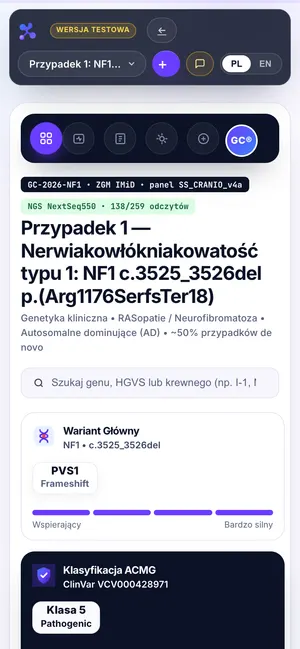 WERSJA TESTOWA
Przypadek 1: NF1...
+
PL
EN
GC®
GC-2026-NF1 • ZGM IMiD • panel SS_CRANIO_v4a
NGS NextSeq550 • 138/259 odczytów
Przypadek 1 —
Nerwiakowłókniakowatość
typu 1: NF1 c.3525_3526del
p.(Arg1176SerfsTer18)
Genetyka kliniczna • RASopatie / Neurofibromatoza •
Autosomalne dominujące (AD) • ~50% przypadków de
novo
Szukaj genu, HGVS lub krewnego (np. I-1, 
Wariant Główny
NF1 • c.3525_3526del
PVS1
Frameshift
Wspierający
Bardzo silny
Klasyfikacja ACMG
ClinVar VCV000428971
Klasa 5
Pathogenic